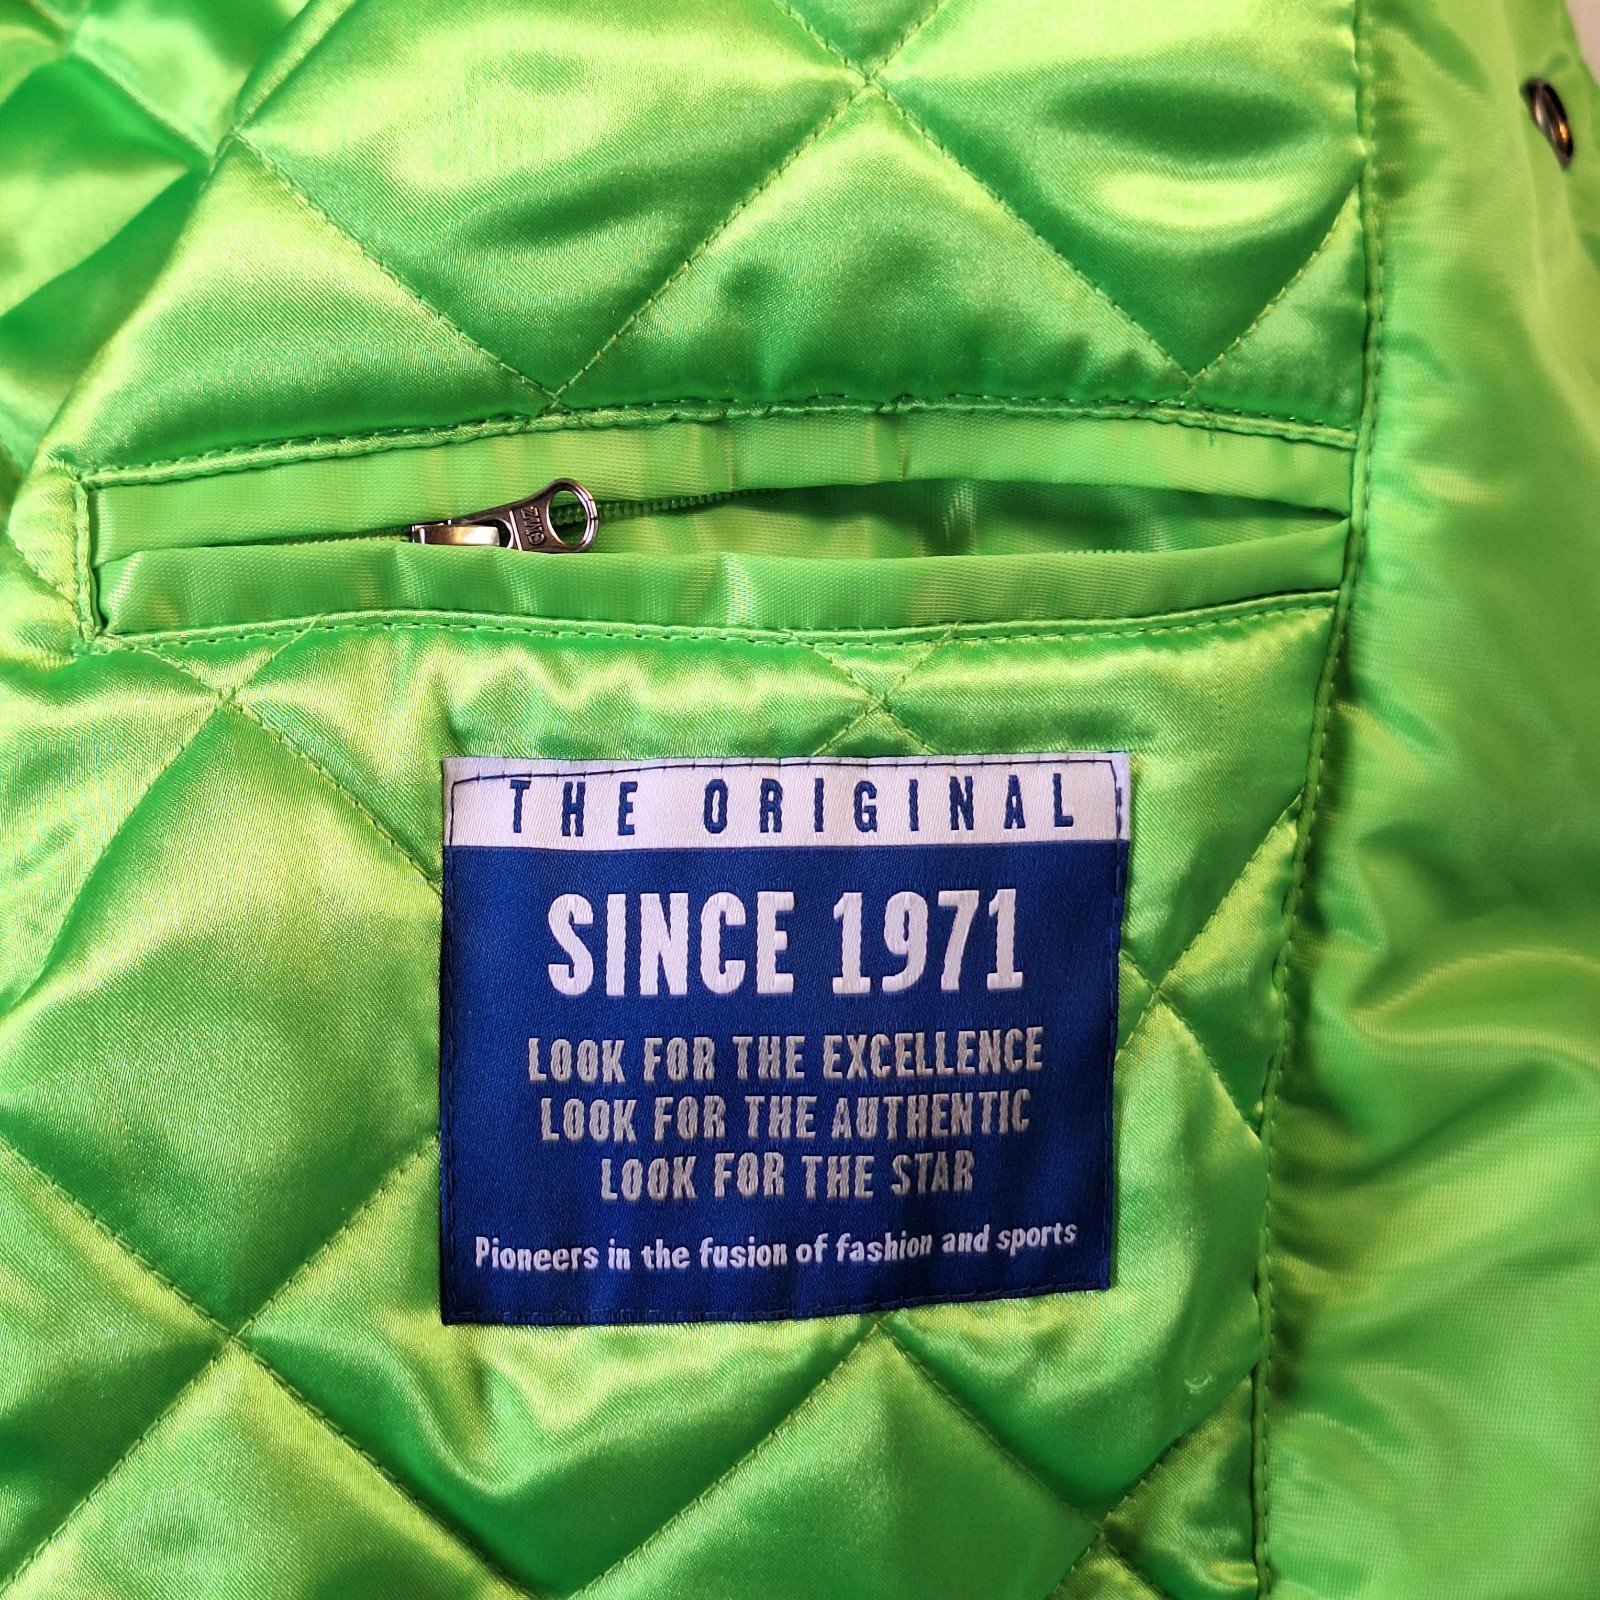 ZMC
THE ORIGINAL
SINCE 1971
LOOK FOR THE EXCELLENCE
LOOK FOR THE AUTHENTIC
LOOK FOR THE STAR
Pioneers in the fusion of fashion and sports